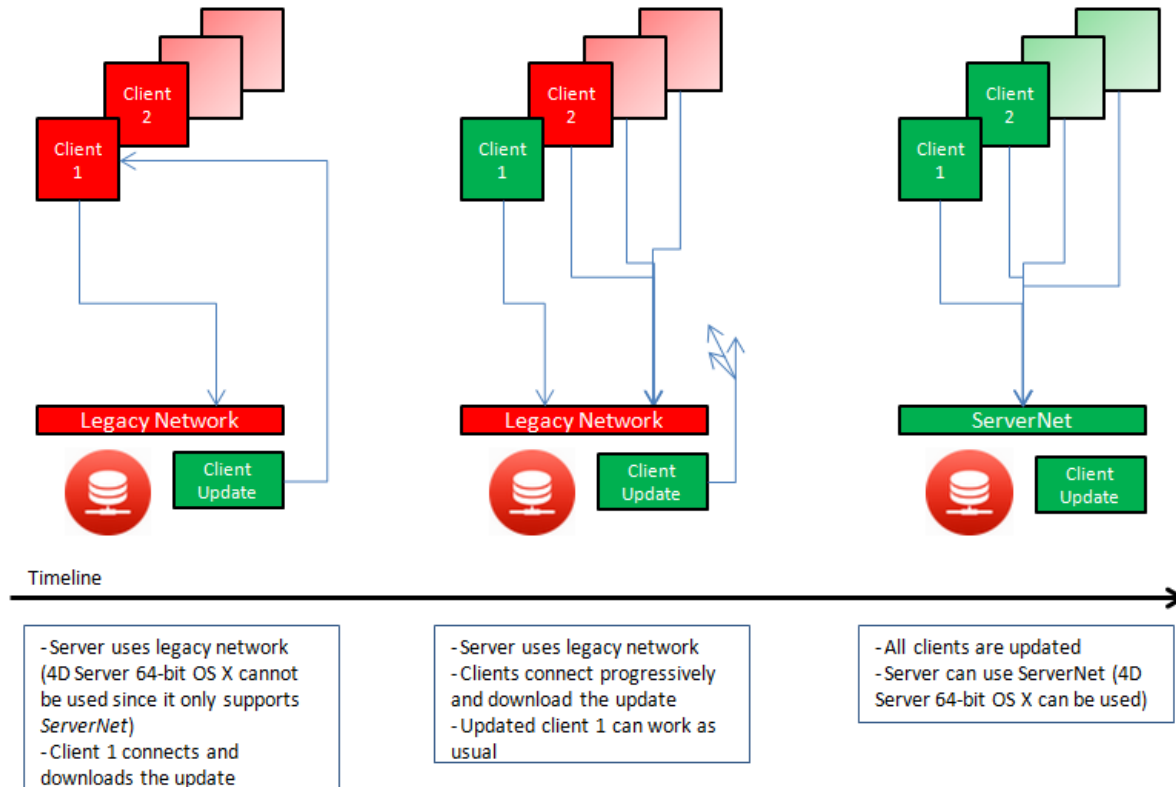 Client
2
Client
1
Legacy Network
Client
Update
Client
2
Client
1
Legacy Network
Client
Update
Client
2
Client
1
ServerNet
Client
Update
Timeline
-Server uses legacy network
(4D Server 64-bit OS X cannot
be used since it only supports
ServerNet)
-Client 1 connects and
downloads the update
-Server uses legacy network
-Clients connect progressively
and download the update
-Updated client 1 can work as
usual
-All clients are updated
-Server can use ServerNet (4D
Server 64-bit OS X can be used)